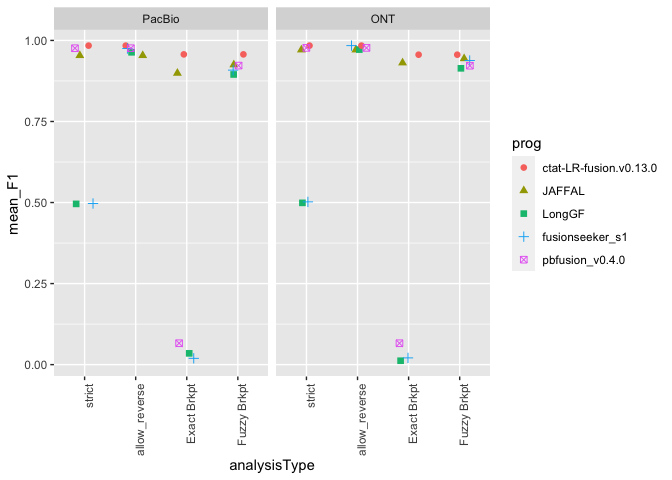 PacBio ONT
1.00
0.75
0.50
0.25
0.00
mean_F1
strict allow_reverse Exact Brkpt Fuzzy Brkpt strict allow_reverse Exact Brkpt Fuzzy Brkpt
analysisType
prog
ctat-LR-fusion.v0.13.0
JAFFAL
LongGF
fusionseeker_s1
pbfusion_v0.4.0